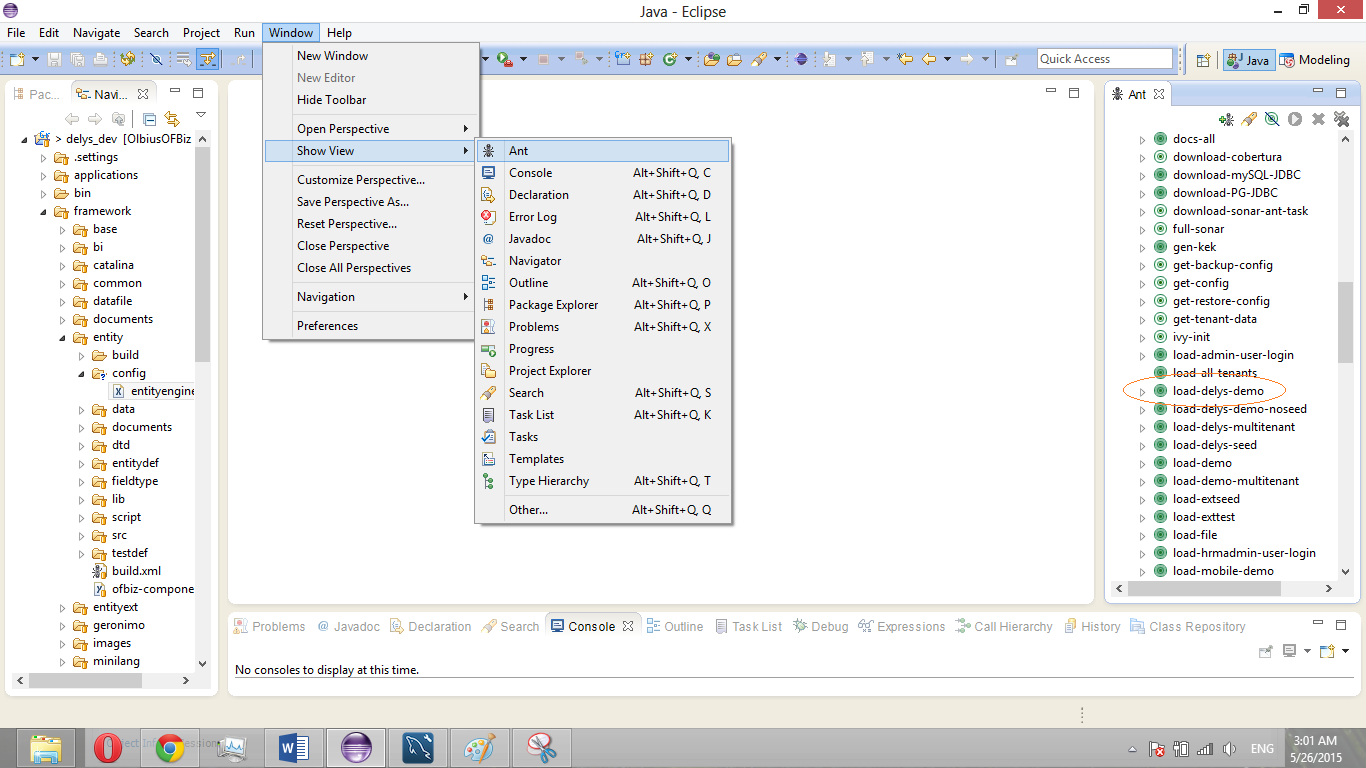 Java - Eclipse
File Edit Navigate Search Project Run Window Help
Quick Access
Java
Modeling
Pac...
Navi...
> delys_dev [OlbiusOFBiz
.settings
applications
bin
framework
base
bi
catalina
common
datafile
documents
entity
build
config
entityengine
data
documents
dtd
entitydef
fieldtype
lib
script
src
testdef
build.xml
ofbiz-compone
entityext
geronimo
images
minilang
New Window
New Editor
Hide Toolbar
Open Perspective
Show View
Customize Perspective...
Save Perspective As...
Reset Perspective...
Close Perspective
Close All Perspectives
Navigation
Preferences
Ant
Console Alt+Shift+Q, C
Declaration Alt+Shift+Q, D
Error Log Alt+Shift+Q, L
Javadoc Alt+Shift+Q, J
Navigator
Outline Alt+Shift+Q, O
Package Explorer Alt+Shift+Q, P
Problems Alt+Shift+Q, X
Progress
Project Explorer
Search Alt+Shift+Q, S
Task List Alt+Shift+Q, K
Tasks
Templates
Type Hierarchy Alt+Shift+Q, T
Other... Alt+Shift+Q, Q
Ant
docs-all
download-cobertura
download-mySQL-JDBC
download-PG-JDBC
download-sonar-ant-task
full-sonar
gen-kek
get-backup-config
get-config
get-restore-config
get-tenant-data
ivy-init
load-admin-user-login
load-all-tenants
load-delys-demo
load-delys-demo-noseed
load-delys-multitenant
load-delys-seed
load-demo
load-demo-multitenant
load-extseed
load-exttest
load-file
load-hrmadmin-user-login
load-mobile-demo
Problems @ Javadoc Declaration Search Console Outline Task List Debug Expressions Call Hierarchy History Class Repository
No consoles to display at this time.
ENG
3:01 AM
5/26/2015